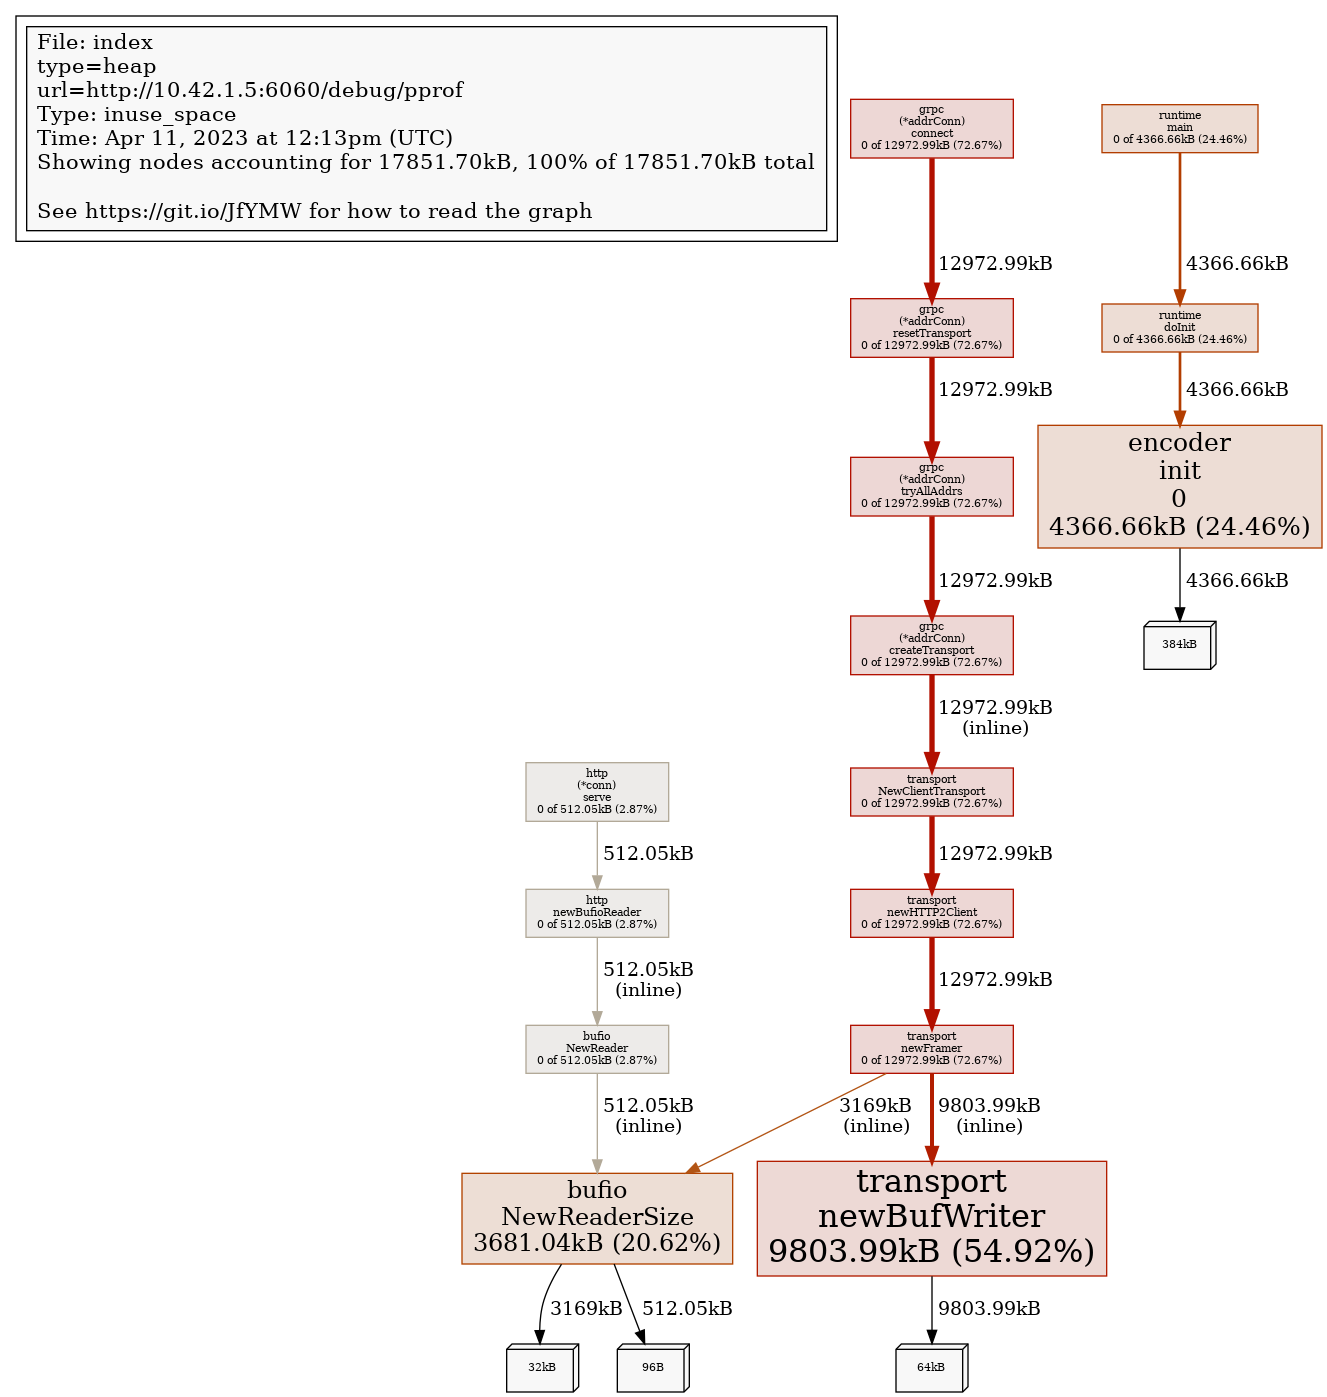 File: index
type=heap
url=http://10.42.1.5:6060/debug/pprof
Type: inuse_space
Time: Apr 11, 2023 at 12:13pm (UTC)
Showing nodes accounting for 17851.70kB, 100% of 17851.70kB total
See https://git.io/JfYMW for how to read the graph
grpc
(*addrConn)
connect
0 of 12972.99kB (72.67%)
runtime
main
0 of 4366.66kB (24.46%)
12972.99kB
4366.66kB
grpc
(*addrConn)
resetTransport
0 of 12972.99kB (72.67%)
runtime
doInit
0 of 4366.66kB (24.46%)
12972.99kB
4366.66kB
grpc
(*addrConn)
tryAllAddrs
0 of 12972.99kB (72.67%)
encoder
init
0
4366.66kB (24.46%)
12972.99kB
4366.66kB
grpc
(*addrConn)
createTransport
0 of 12972.99kB (72.67%)
384kB
12972.99kB
(inline)
http
(*conn)
serve
0 of 512.05kB (2.87%)
transport
NewClientTransport
0 of 12972.99kB (72.67%)
512.05kB
12972.99kB
http
newBufioReader
0 of 512.05kB (2.87%)
transport
newHTTP2Client
0 of 12972.99kB (72.67%)
512.05kB
(inline)
12972.99kB
bufio
NewReader
0 of 512.05kB (2.87%)
transport
newFramer
0 of 12972.99kB (72.67%)
512.05kB
(inline)
3169kB
(inline)
9803.99kB
(inline)
bufio
NewReaderSize
3681.04kB (20.62%)
transport
newBufWriter
9803.99kB (54.92%)
3169kB
512.05kB
9803.99kB
32kB
96B
64kB